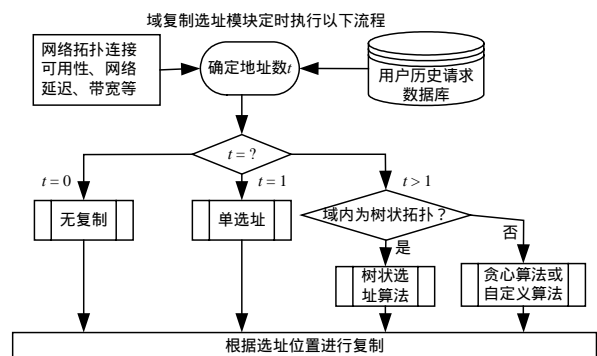 域复制选址模块定时执行以下流程
网络拓扑连接
可用性、网络
延迟、带宽等
确定地址数t
用户历史请求
数据库
t = ?
t = 0
t = 1
t > 1
无复制
单选址
域内为树状拓扑？
是
否
树状选
址算法
贪心算法或
自定义算法
根据选址位置进行复制